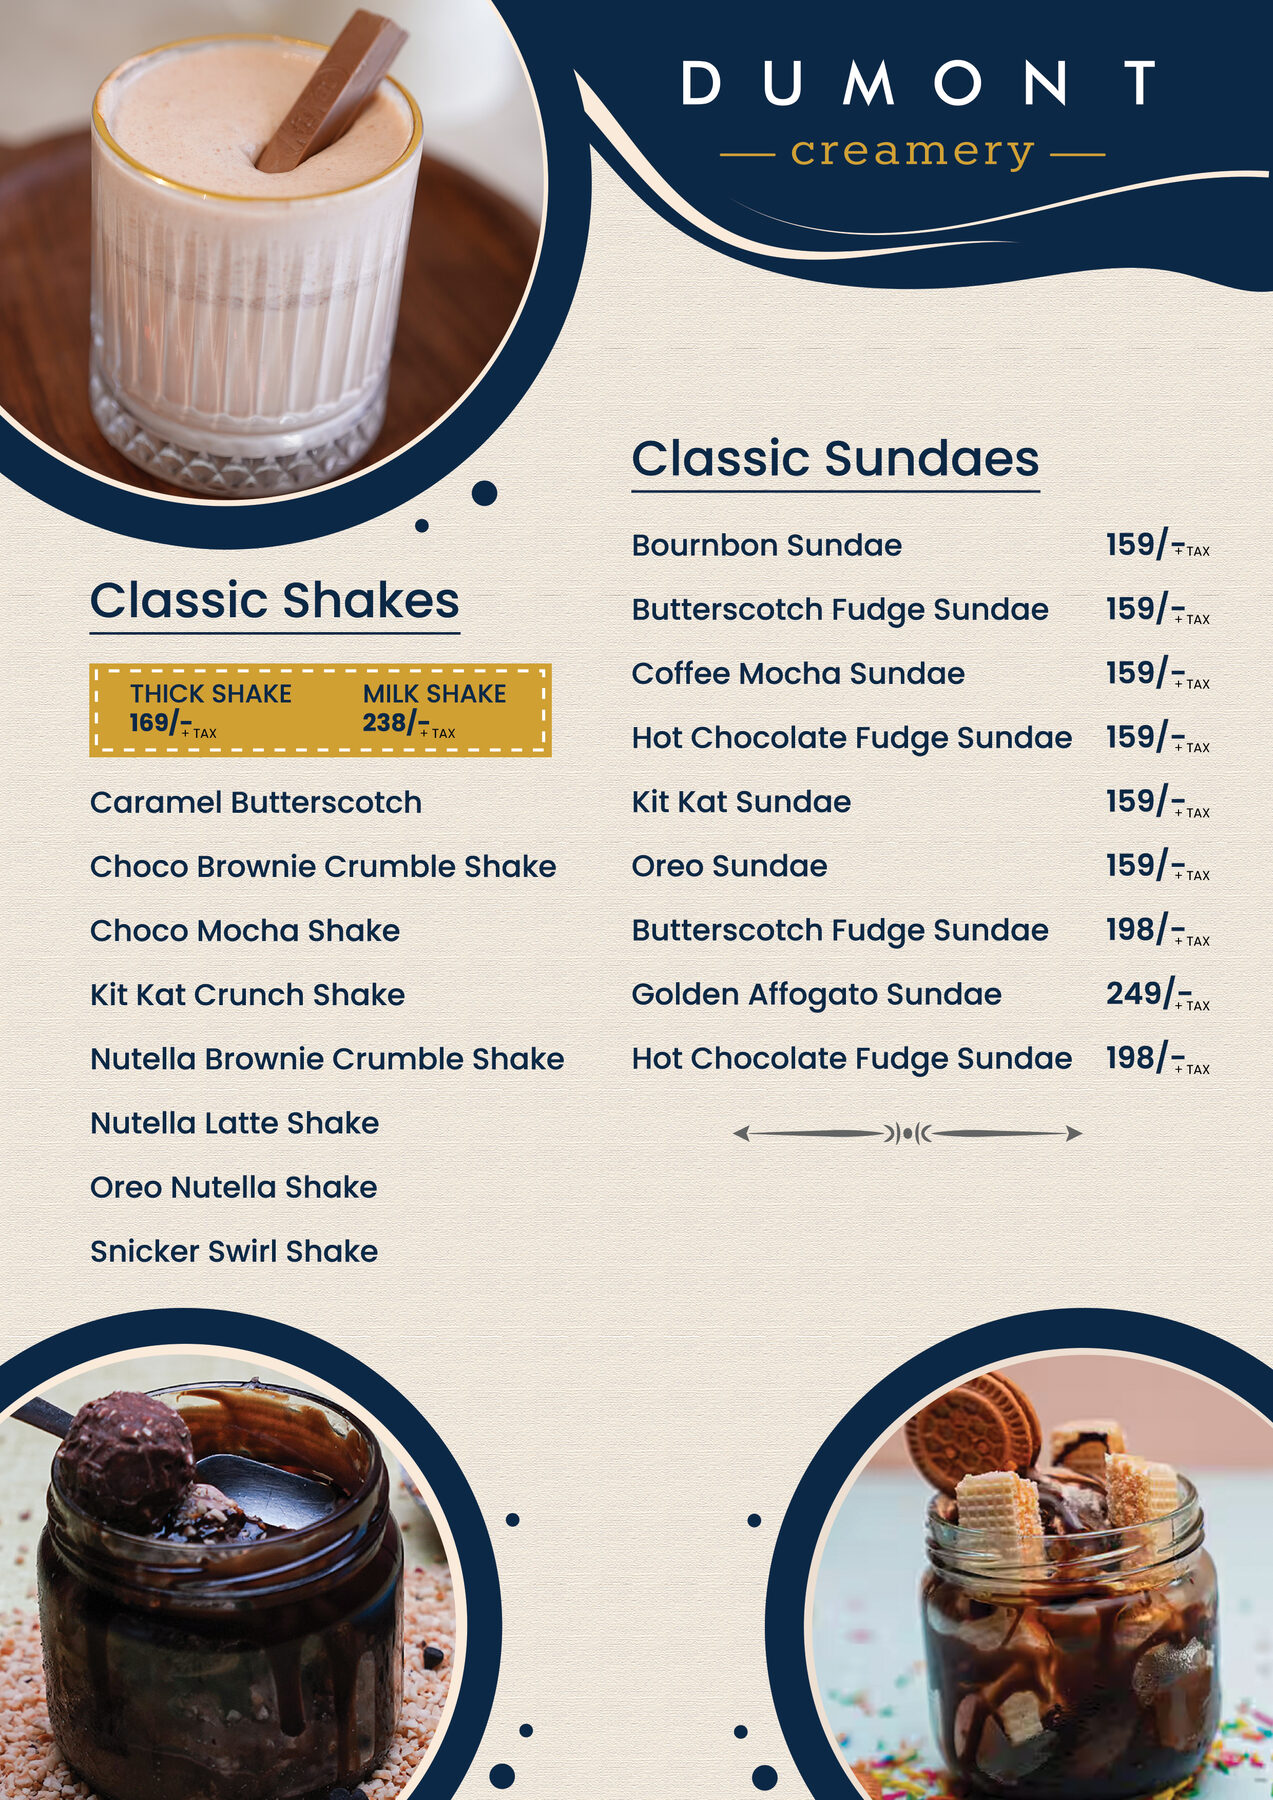 DUMONT
creamery
Classic Shakes
THICK SHAKE MILK SHAKE
169/- + TAX 238/- + TAX
Caramel Butterscotch
Choco Brownie Crumble Shake
Choco Mocha Shake
Kit Kat Crunch Shake
Nutella Brownie Crumble Shake
Nutella Latte Shake
Oreo Nutella Shake
Snicker Swirl Shake
Classic Sundaes
Bournbon Sundae 159/- + TAX
Butterscotch Fudge Sundae 159/- + TAX
Coffee Mocha Sundae 159/- + TAX
Hot Chocolate Fudge Sundae 159/- + TAX
Kit Kat Sundae 159/- + TAX
Oreo Sundae 159/- + TAX
Butterscotch Fudge Sundae 198/- + TAX
Golden Affogato Sundae 249/- + TAX
Hot Chocolate Fudge Sundae 198/- + TAX